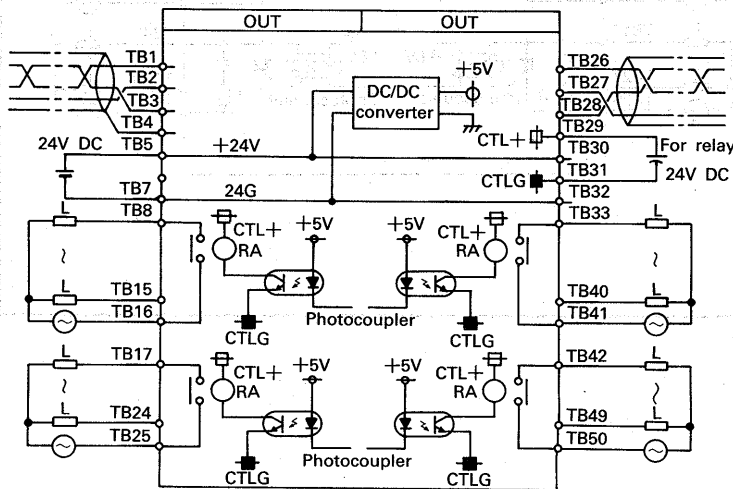 OUT OUT
TB1
TB2
TB3
TB4
TB5
24V DC
+24V
TB7
24G
TB8
DC/DC
converter
+5V
CTL+
CTLG
TB26
TB27
TB28
TB29
TB30
TB31
TB32
TB33
For relay
24V DC
L
L
TB15
TB16
CTL+
RA
+5V
CTLG
Photocoupler
+5V
CTL+
RA
CTLG
L
L
TB40
TB41
L
L
TB17
TB24
TB25
CTL+
RA
+5V
CTLG
Photocoupler
+5V
CTL+
RA
CTLG
TB42
TB49
TB50
L
L